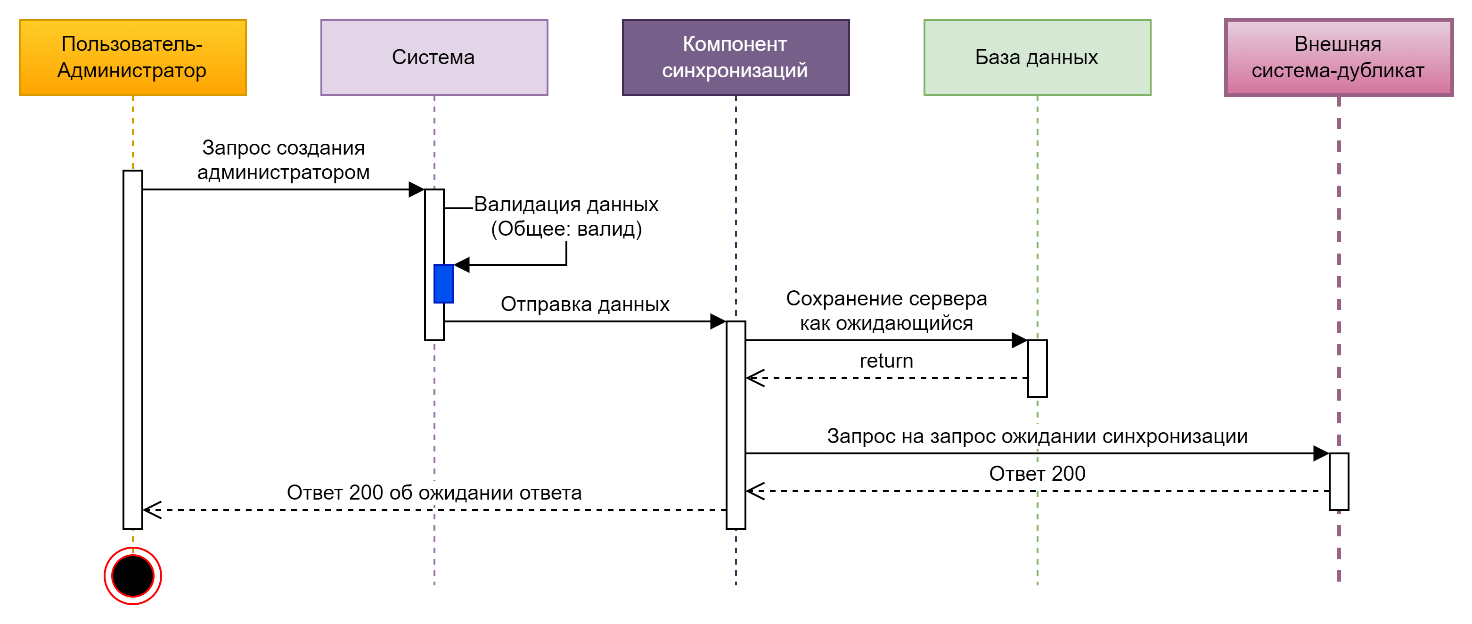 Пользователь-
Администратор
Система
Компонент
синхронизаций
База данных
Внешняя
система-дубликат
Запрос создания
администратором
Валидация данных
(Общее: валид)
Отправка данных
Сохранение сервера
как ожидающийся
return
Запрос на запрос ожидании синхронизации
Ответ 200
Ответ 200 об ожидании ответа